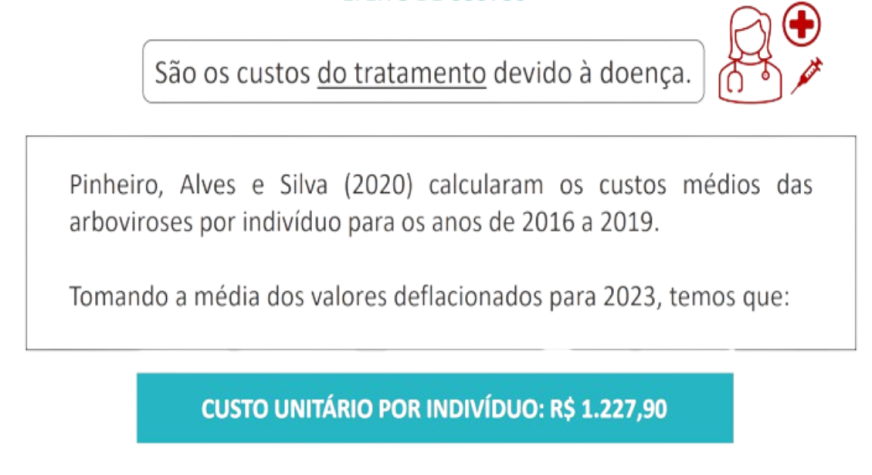 São os custos do tratamento devido à doença.
Pinheiro, Alves e Silva (2020) calcularam os custos médios das
arboviroses por indivíduo para os anos de 2016 a 2019.
Tomando a média dos valores deflacionados para 2023, temos que:
CUSTO UNITÁRIO POR INDIVÍDUO: R$ 1.227,90